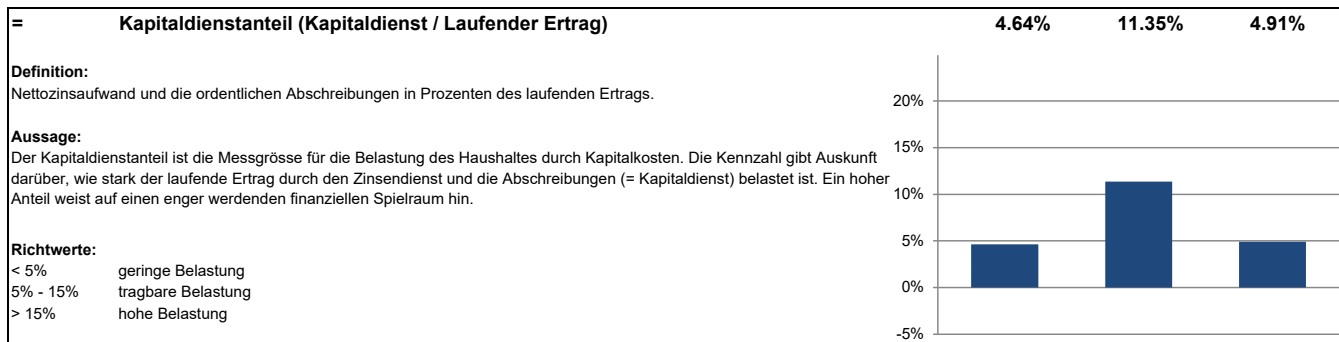 = Kapitaldienstanteil (Kapitaldienst / Laufender Ertrag) 4.64% 11.35% 4.91%
Definition:
Nettozinsaufwand und die ordentlichen Abschreibungen in Prozenten des laufenden Ertrags.
Aussage:
Der Kapitaldienstanteil ist die Messgrösse für die Belastung des Haushaltes durch Kapitalkosten. Die Kennzahl gibt Auskunft
darüber, wie stark der laufende Ertrag durch den Zinsendienst und die Abschreibungen (= Kapitaldienst) belastet ist. Ein hoher
Anteil weist auf einen enger werdenden finanziellen Spielraum hin.
Richtwerte:
< 5% geringe Belastung
5% - 15% tragbare Belastung
> 15% hohe Belastung
20%
15%
10%
5%
0%
-5%